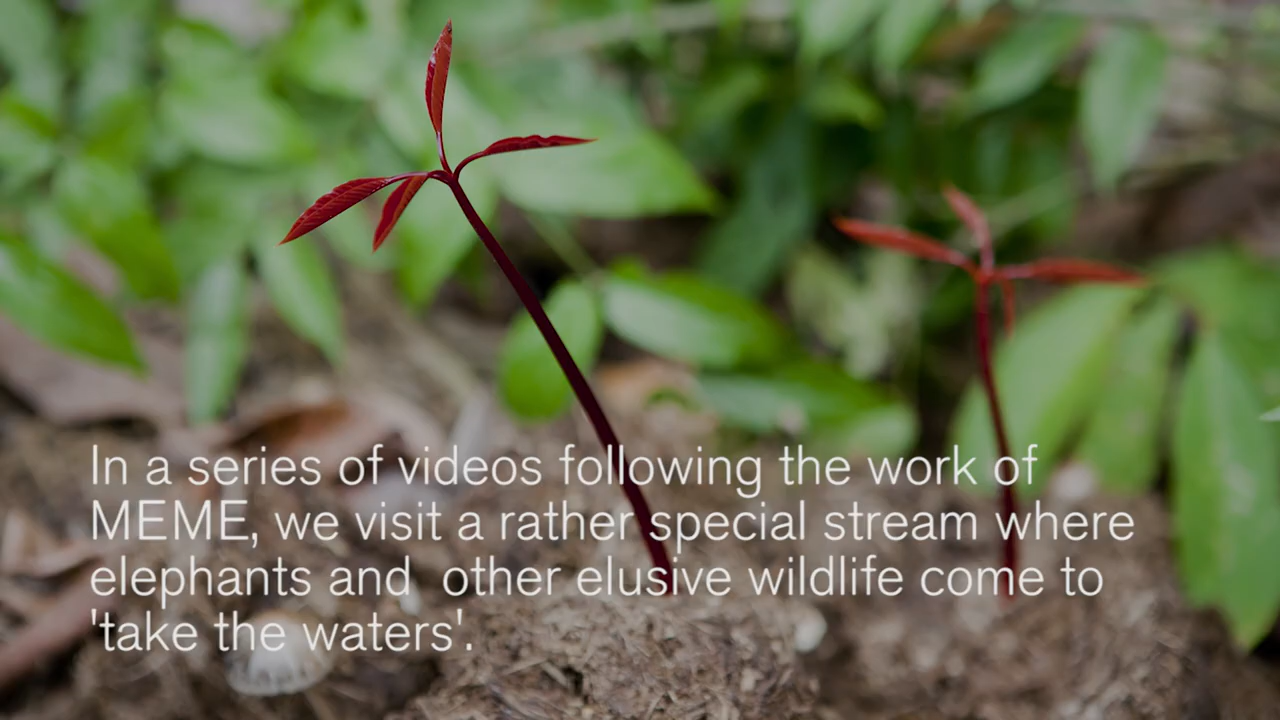 In a series of videos following the work of
MEME, we visit a rather special stream where
elephants and  other elusive wildlife come to
'take the waters'.